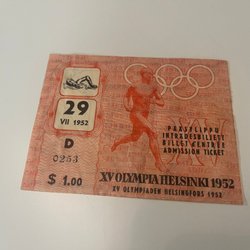 29
VII 1952
D
0253
$ 1.00
PÄÄSYLIPPU
INTRÄDESBILJETT
BILLET D'ENTRÉE
ADMISSION TICKET
XV
XV OLYMPIA HELSINKI 1952
XV OLYMPIADEN HELSINGFORS 1952